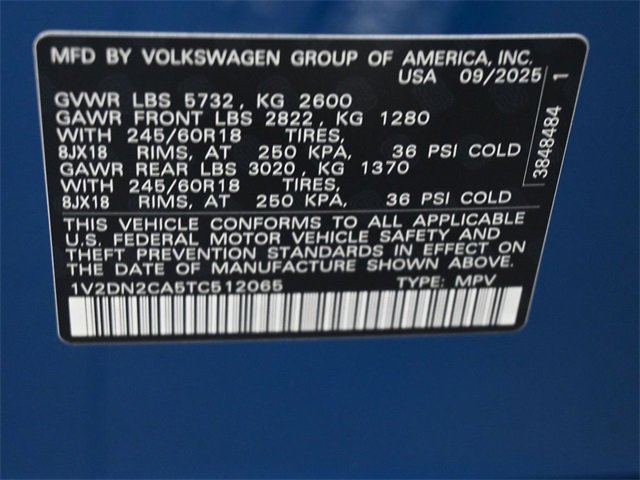 MFD BY VOLKSWAGEN GROUP OF AMERICA, INC.
USA 09/2025
GVWR LBS 5732, KG 2600
GAWR FRONT LBS 2822, KG 1280
WITH 245/60R18 TIRES,
8JX18 RIMS, AT 250 KPA, 36 PSI COLD
GAWR REAR LBS 3020, KG 1370
WITH 245/60R18 TIRES,
8JX18 RIMS, AT 250 KPA, 36 PSI COLD
THIS VEHICLE CONFORMS TO ALL APPLICABLE
U.S. FEDERAL MOTOR VEHICLE SAFETY AND
THEFT PREVENTION STANDARDS IN EFFECT ON
THE DATE OF MANUFACTURE SHOWN ABOVE.
1V2DN2CA5TC512065 TYPE: MPV
3848484 1